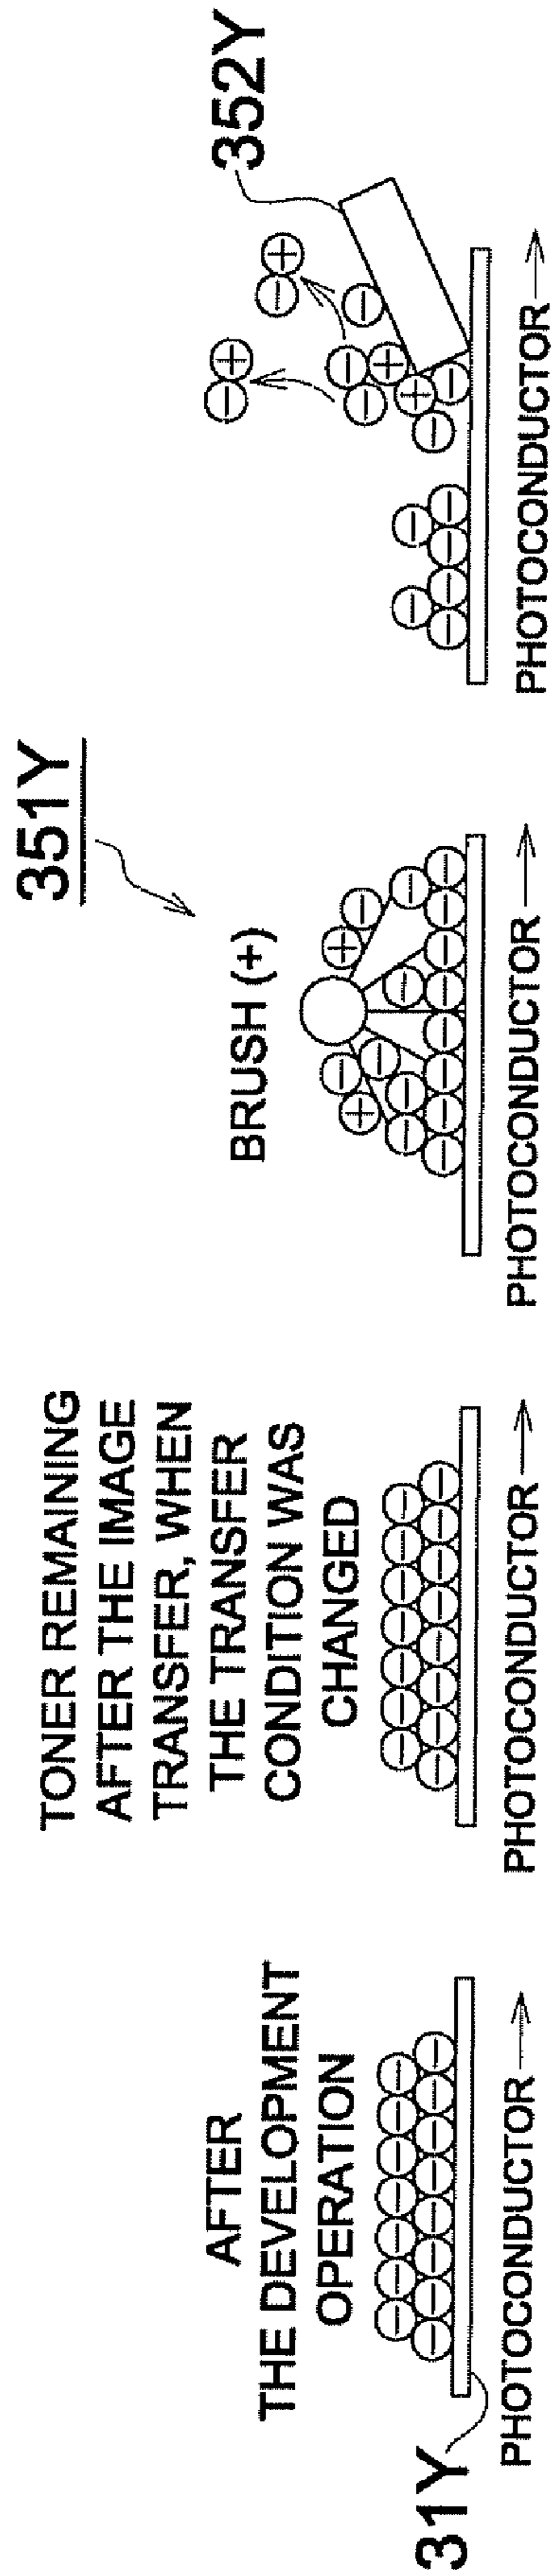 AFTER
THE DEVELOPMENT
OPERATION
31Y
PHOTOCONDUCTOR
TONER REMAINING
AFTER THE IMAGE
TRANSFER, WHEN
THE TRANSFER
CONDITION WAS
CHANGED
PHOTOCONDUCTOR
351Y
BRUSH (+)
PHOTOCONDUCTOR
352Y
PHOTOCONDUCTOR